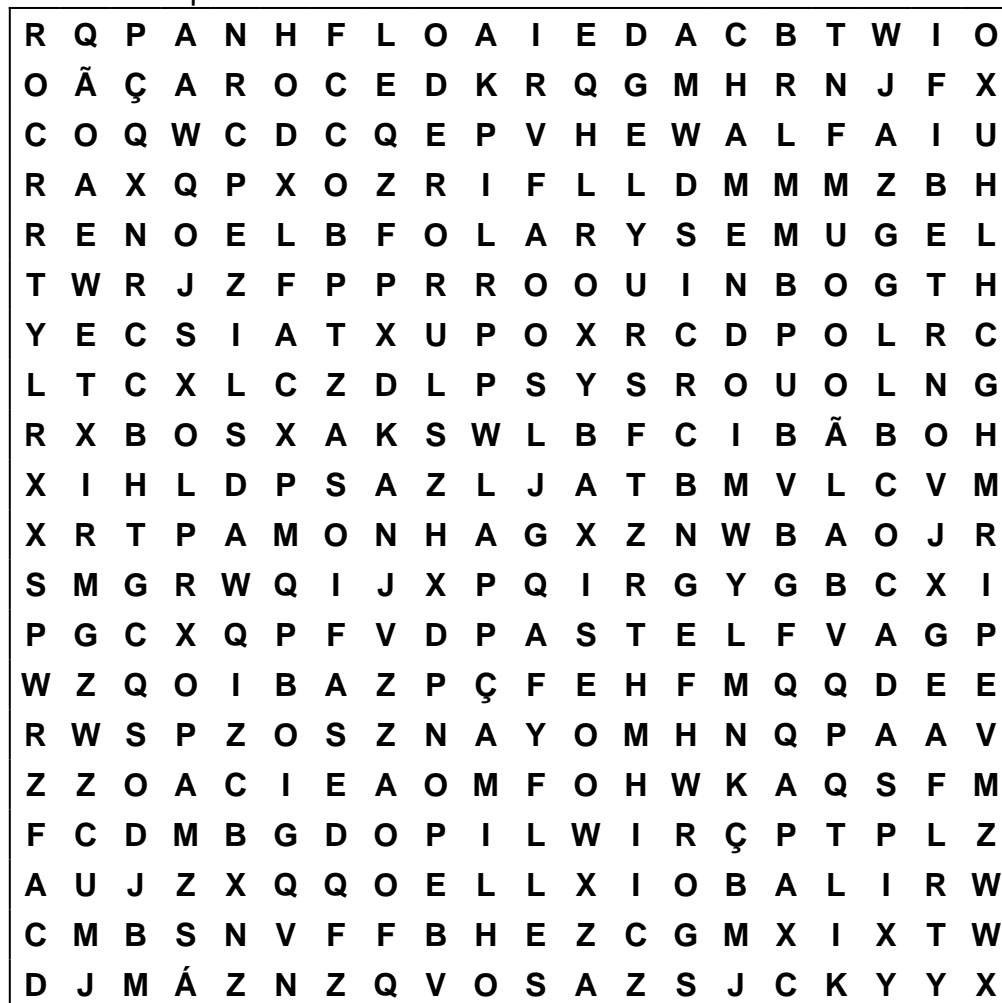 R Q P A N H F L O A I E D A C B T W I O
O Ã Ç A R O C E D K R Q G M H R N J F X
C O Q W C D C Q E P V H E W A L F A I U
R A X Q P X O Z R I F L L D M M M Z B H
R E N O E L B F O L A R Y S E M U G E L
T W R J Z F P P R R O O U I N B O G T H
Y E C S I A T X U P O X R C D P O L R C
L T C X L C Z D L P S Y S R O U O L N G
R X B O S X A K S W L B F C I B Ã B O H
X I H L D P S A Z L J A T B M V L C V M
X R T P A M O N H A G X Z N W B A O J R
S M G R W Q I J X P Q I R G Y G B C X I
P G C X Q P F V D P A S T E L F V A G P
W Z Q O I B A Z P Ç F E H F M Q Q D E E
R W S P Z O S Z N A Y O M H N Q P A A V
Z Z O A C I E A O M F O H W K A Q S F M
F C D M B G D O P I L W I R Ç P T P L Z
A U J Z X Q Q O E L L X I O B A L I R W
C M B S N V F F B H E Z C G M X I X T W
D J M Á Z N Z Q V O S A Z S J C K Y Y X